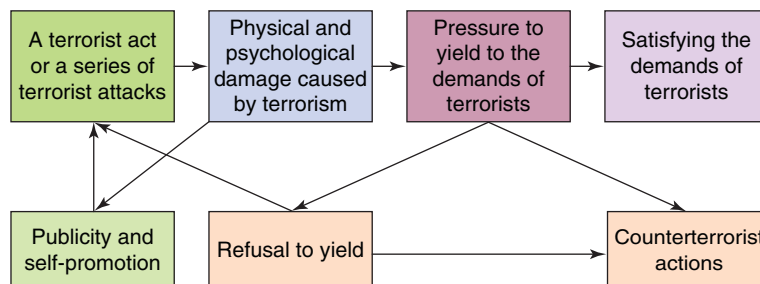 A terrorist act
or a series of
terrorist attacks
Physical and
psychological
damage caused
by terrorism
Pressure to
yield to the
demands of
terrorists
Satisfying the
demands of
terrorists
Publicity and
self-promotion
Refusal to yield
Counterterrorist
actions